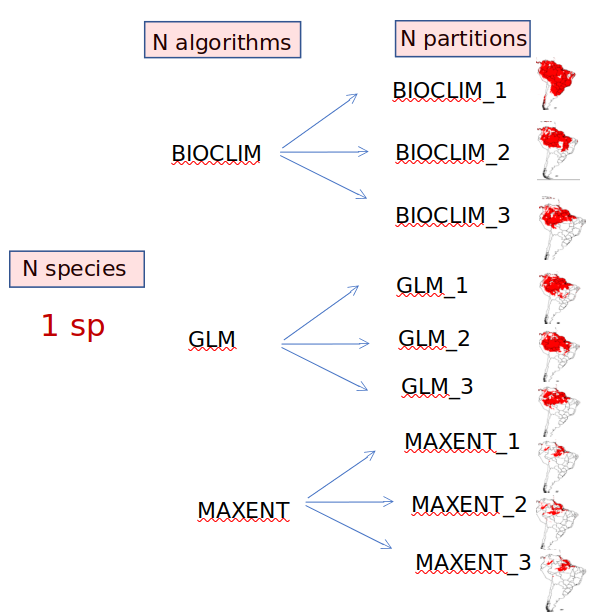 N algorithms
N partitions
BIOCLIM_1
BIOCLIM
BIOCLIM_2
BIOCLIM_3
N species
1 sp
GLM_1
GLM
GLM_2
GLM_3
MAXENT_1
MAXENT
MAXENT_2
MAXENT_3